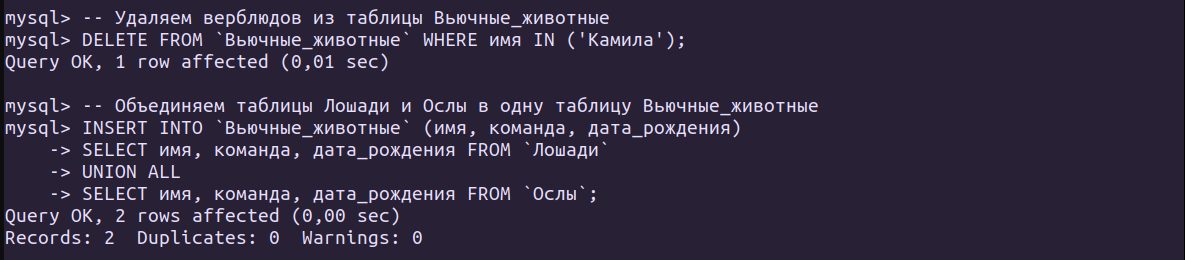 mysql> -- Удаляем верблюдов из таблицы Вьючные_животные
mysql> DELETE FROM `Вьючные_животные` WHERE имя IN ('Камила');
Query OK, 1 row affected (0,01 sec)
mysql> -- Объединяем таблицы Лошади и Ослы в одну таблицу Вьючные_животные
mysql> INSERT INTO `Вьючные_животные` (имя, команда, дата_рождения)
    -> SELECT имя, команда, дата_рождения FROM `Лошади`
    -> UNION ALL
    -> SELECT имя, команда, дата_рождения FROM `Ослы`;
Query OK, 2 rows affected (0,00 sec)
Records: 2  Duplicates: 0  Warnings: 0